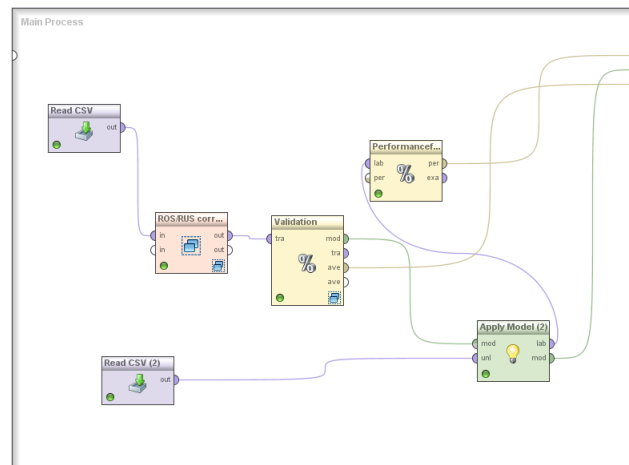 Main Process
Read CSV
out
Performancef...
lab
per
per
exa
ROS/RUS corr...
in
out
in
out
Validation
tra
mod
tra
ave
ave
Apply Model (2)
mod
lab
unl
mod
Read CSV (2)
out